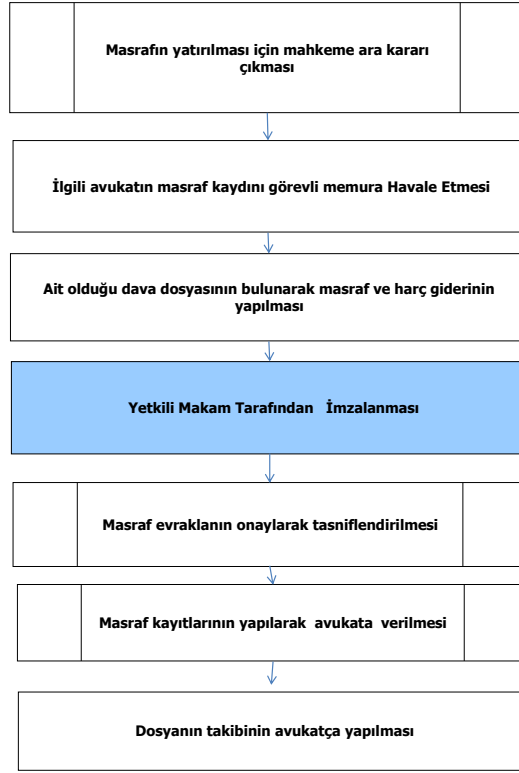 Masrafın yatırılması için mahkeme ara kararı
çıkması
İlgili avukatın masraf kaydını görevli memura Havale Etmesi
Ait olduğu dava dosyasının bulunarak masraf ve harç giderinin
yapılması
Yetkili Makam Tarafından İmzalanması
Masraf evraklanın onaylarak tasniflendirilmesi
Masraf kayıtlarının yapılarak avukata verilmesi
Dosyanın takibinin avukatça yapılması